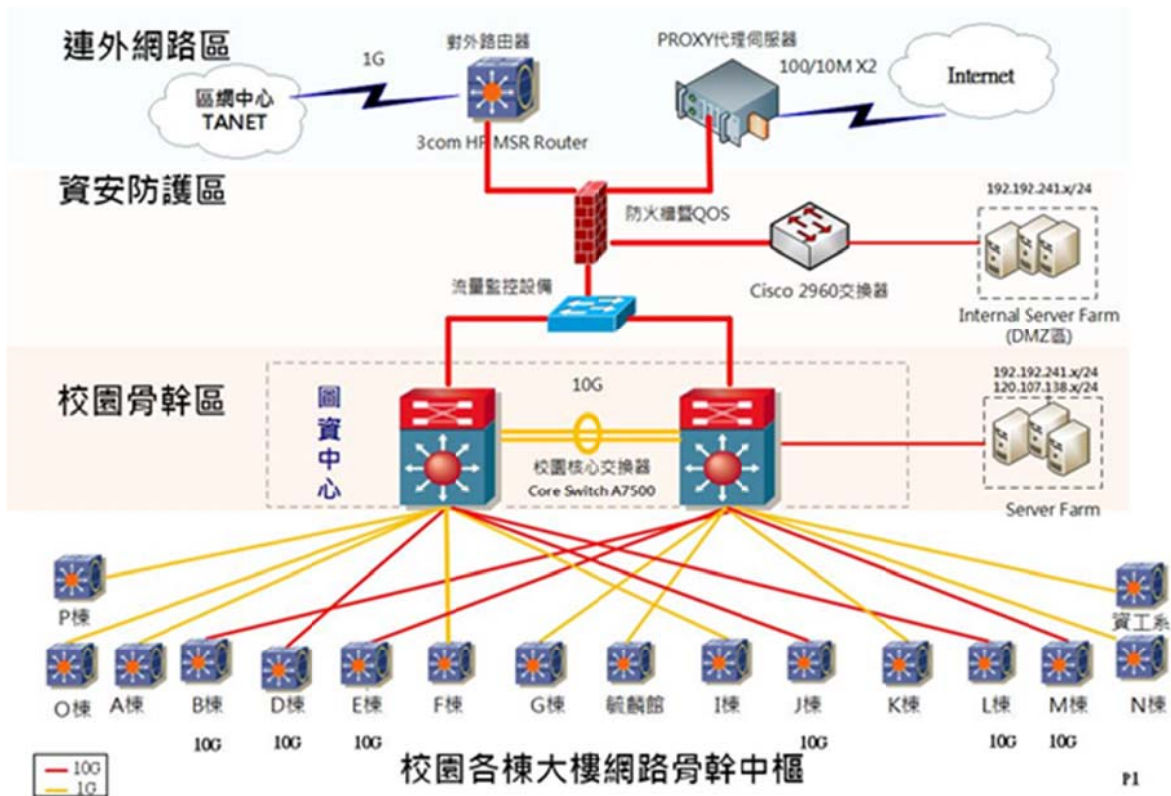 連外網路區
對外路由器
PROXY代理伺服器
1G
100/10M X2
Internet
區網中心
TANET
3com HP MSR Router
資安防護區
192.192.241.x/24
防火牆暨QOS
流量監控設備
Cisco 2960交換器
Internal Server Farm
(DMZ區)
校園骨幹區
圖資中心
10G
192.192.241.x/24
120.107.138.x/24
校園核心交換器
Core Switch A7500
Server Farm
P棟
資工系
O棟
A棟
B棟
D棟
E棟
F棟
G棟
毓麟館
I棟
J棟
K棟
L棟
M棟
N棟
10G
10G
10G
10G
10G
10G
10G
1G
校園各棟大樓網路骨幹中樞
P1